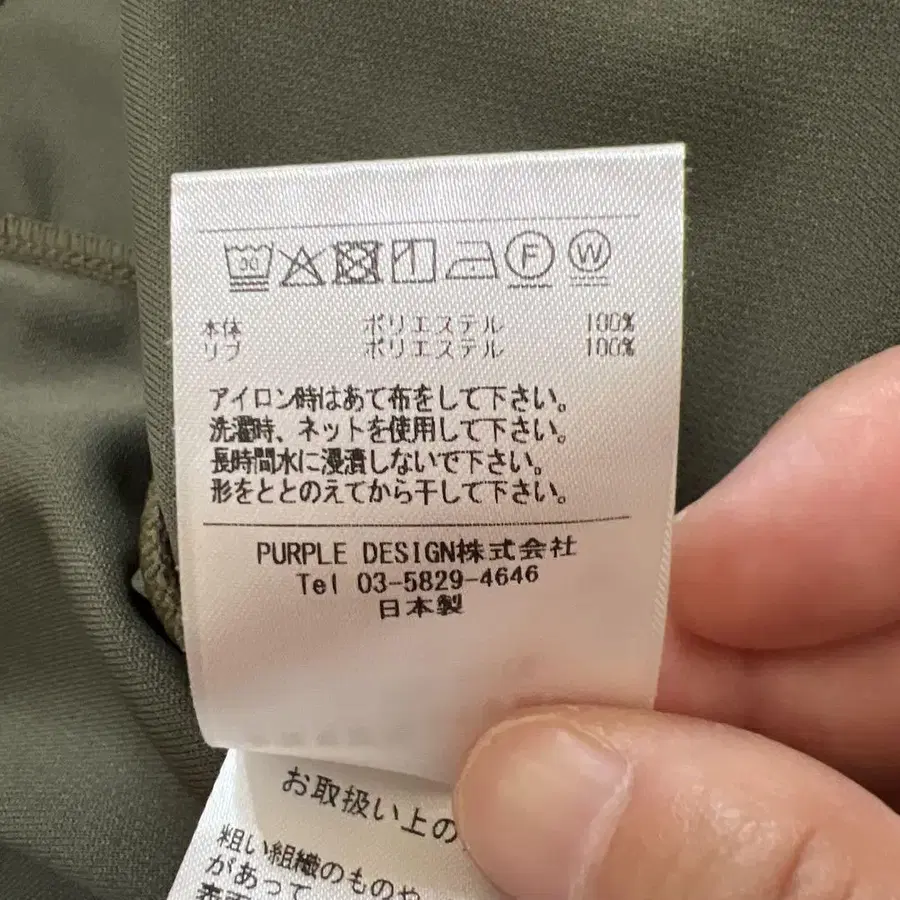 30 F W
本体 ポリエステル 100%
リブ ポリエステル 100%
アイロン時はあて布をして下さい。
洗濯時、ネットを使用して下さい。
長時間水に浸漬しないで下さい。
形をととのえてから干して下さい。
PURPLE DESIGN株式会社
Tel 03-5829-4646
日本製
お取扱い上の
粗い組織のものや
があって
表面